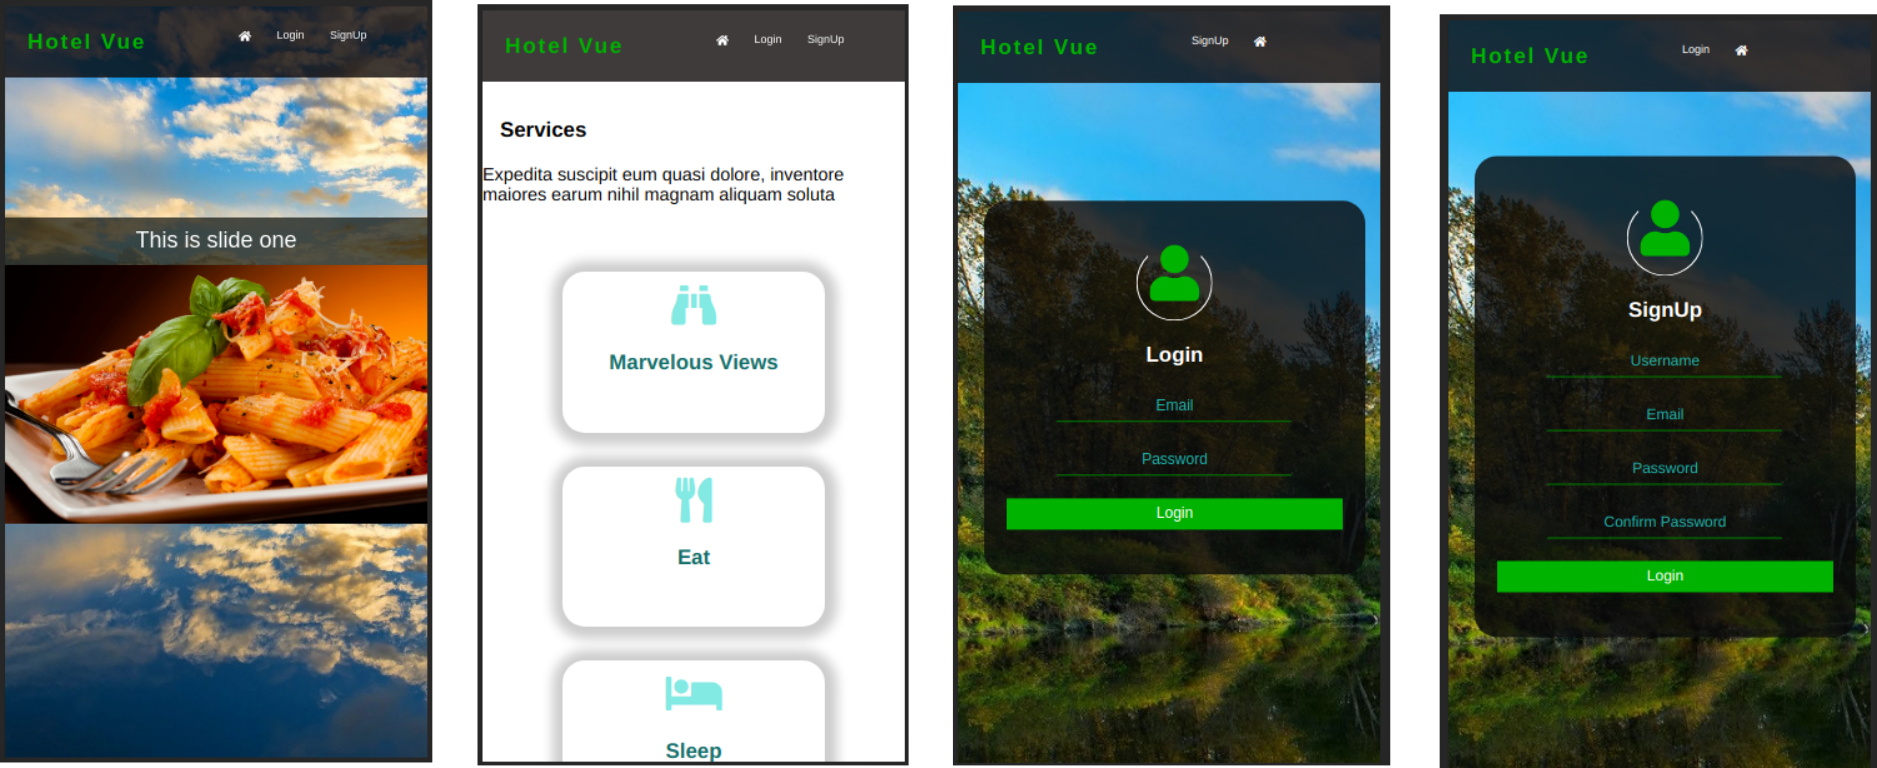 Hotel Vue
Login SignUp
This is slide one
Hotel Vue
Login SignUp
Services
Expedita suscipit eum quasi dolore, inventore
maiores earum nihil magnam aliquam soluta
Marvelous Views
Eat
Sleep
Hotel Vue
SignUp
Login
Email
Password
Login
Hotel Vue
Login
SignUp
Username
Email
Password
Confirm Password
Login